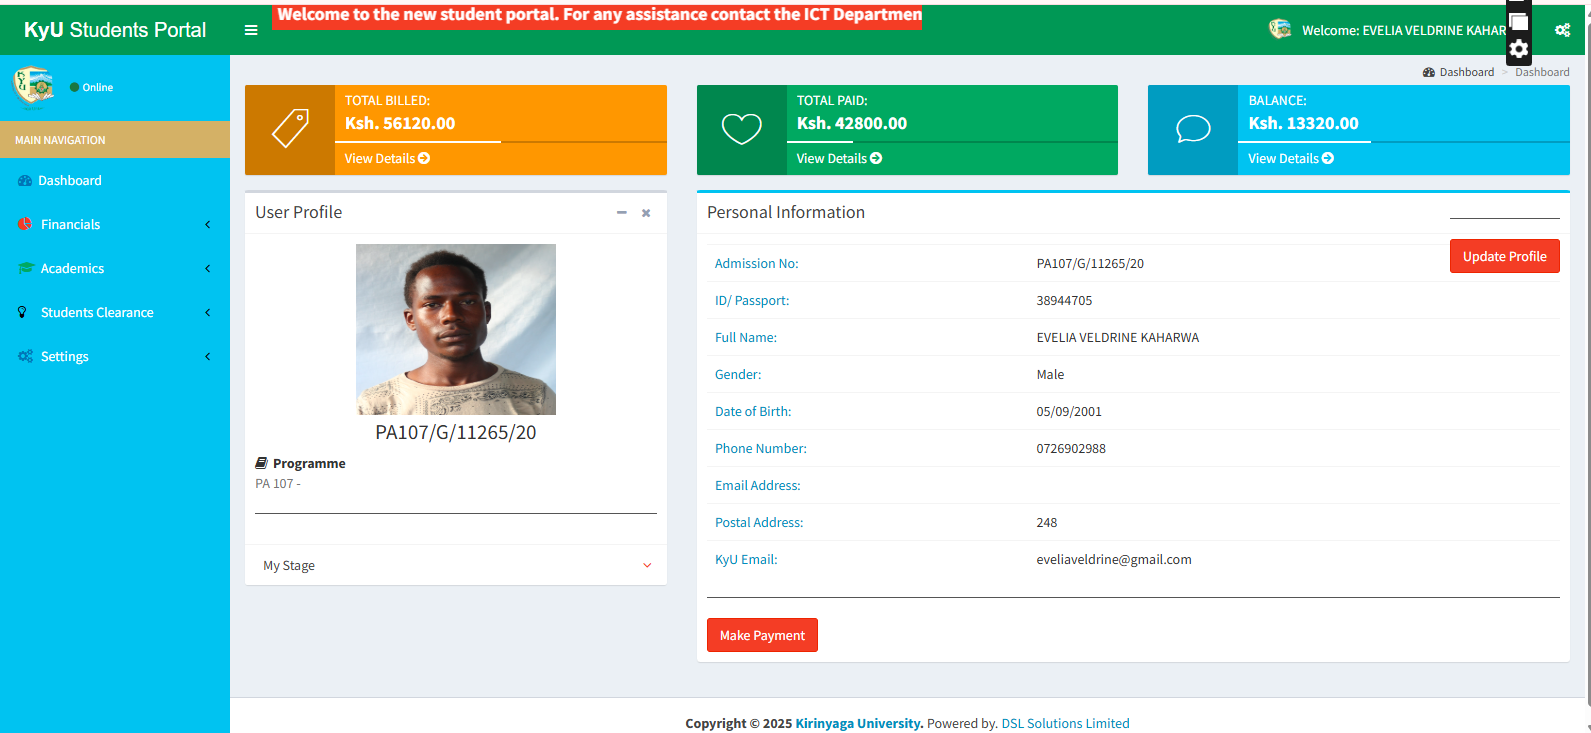 KyU Students Portal
Welcome to the new student portal. For any assistance contact the ICT Departmen
Welcome: EVELIA VELDRINE KAHAR
Online
Dashboard > Dashboard
MAIN NAVIGATION
Dashboard
Financials
Academics
Students Clearance
Settings
TOTAL BILLED:
Ksh. 56120.00
View Details
TOTAL PAID:
Ksh. 42800.00
View Details
BALANCE:
Ksh. 13320.00
View Details
User Profile
PA107/G/11265/20
Programme
PA 107 -
My Stage
Personal Information
Update Profile
Admission No: PA107/G/11265/20
ID/ Passport: 38944705
Full Name: EVELIA VELDRINE KAHARWA
Gender: Male
Date of Birth: 05/09/2001
Phone Number: 0726902988
Email Address:
Postal Address: 248
KyU Email: eveliaveldrine@gmail.com
Make Payment
Copyright © 2025 Kirinyaga University. Powered by. DSL Solutions Limited